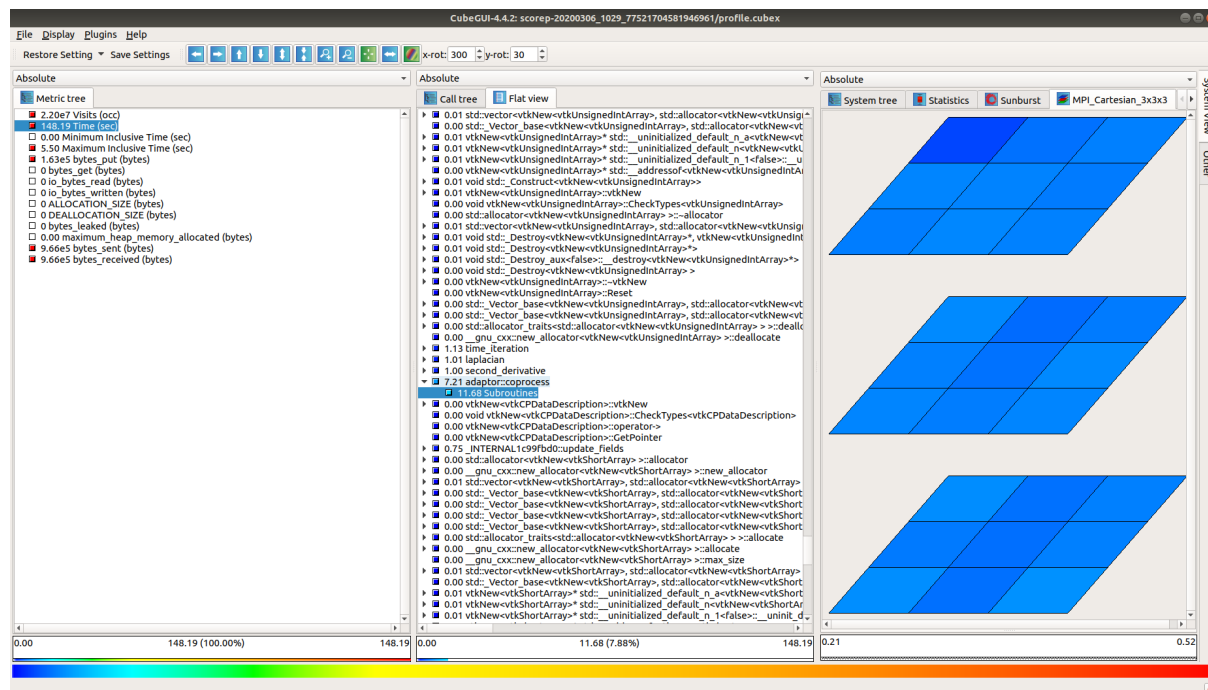 CubeGUI-4.4.2: scorep-20200306_1029_77521704581946961/profile.cubex
File Display Plugins Help
Restore Setting Save Settings x-rot: 300 y-rot: 30
Absolute
Metric tree
2.20e7 Visits (occ)
148.19 Time (sec)
0.00 Minimum Inclusive Time (sec)
5.50 Maximum Inclusive Time (sec)
1.63e5 bytes_put (bytes)
0 bytes_get (bytes)
0 io_bytes_read (bytes)
0 io_bytes_written (bytes)
0 ALLOCATION_SIZE (bytes)
0 DEALLOCATION_SIZE (bytes)
0 bytes_leaked (bytes)
0.00 maximum_heap_memory_allocated (bytes)
9.66e5 bytes_sent (bytes)
9.66e5 bytes_received (bytes)
0.00 148.19 (100.00%) 148.19
Absolute
Call tree Flat view
0.01 std::vector<vtkNew<vtkUnsignedIntArray>, std::allocator<vtkNew<vtkUnsig
0.00 std::_Vector_base<vtkNew<vtkUnsignedIntArray>, std::allocator<vtkNew<vt
0.01 vtkNew<vtkUnsignedIntArray>* std::__uninitialized_default_n_a<vtkNew<vt
0.01 vtkNew<vtkUnsignedIntArray>* std::__uninitialized_default_n<vtkNew<vtkU
0.01 vtkNew<vtkUnsignedIntArray>* std::__uninitialized_default_n_1<false>::__u
0.00 vtkNew<vtkUnsignedIntArray>* std::__addressof<vtkNew<vtkUnsignedIntA
0.01 void std::_Construct<vtkNew<vtkUnsignedIntArray>>
0.01 vtkNew<vtkUnsignedIntArray>::vtkNew
0.00 void vtkNew<vtkUnsignedIntArray>::CheckTypes<vtkUnsignedIntArray>
0.00 std::allocator<vtkNew<vtkUnsignedIntArray> >::~allocator
0.01 std::vector<vtkNew<vtkUnsignedIntArray>, std::allocator<vtkNew<vtkUnsig
0.01 void std::_Destroy<vtkNew<vtkUnsignedIntArray>*, vtkNew<vtkUnsignedInt
0.01 void std::_Destroy<vtkNew<vtkUnsignedIntArray>*>
0.01 void std::_Destroy_aux<false>::__destroy<vtkNew<vtkUnsignedIntArray>*>
0.00 void std::_Destroy<vtkNew<vtkUnsignedIntArray> >
0.00 vtkNew<vtkUnsignedIntArray>::~vtkNew
0.00 vtkNew<vtkUnsignedIntArray>::Reset
0.00 std::_Vector_base<vtkNew<vtkUnsignedIntArray>, std::allocator<vtkNew<vt
0.00 std::_Vector_base<vtkNew<vtkUnsignedIntArray>, std::allocator<vtkNew<vt
0.00 std::allocator_traits<std::allocator<vtkNew<vtkUnsignedIntArray> > >::deallo
0.00 __gnu_cxx::new_allocator<vtkNew<vtkUnsignedIntArray> >::deallocate
1.13 time_iteration
1.01 laplacian
1.00 second_derivative
7.21 adaptor::coprocess
11.68 Subroutines
0.00 vtkNew<vtkCPDataDescription>::vtkNew
0.00 void vtkNew<vtkCPDataDescription>::CheckTypes<vtkCPDataDescription>
0.00 vtkNew<vtkCPDataDescription>::operator->
0.00 vtkNew<vtkCPDataDescription>::GetPointer
0.75 _INTERNAL1c99fbd0::update_fields
0.00 std::allocator<vtkNew<vtkShortArray> >::allocator
0.00 __gnu_cxx::new_allocator<vtkNew<vtkShortArray> >::new_allocator
0.01 std::vector<vtkNew<vtkShortArray>, std::allocator<vtkNew<vtkShortArray>
0.00 std::_Vector_base<vtkNew<vtkShortArray>, std::allocator<vtkNew<vtkShort
0.00 std::_Vector_base<vtkNew<vtkShortArray>, std::allocator<vtkNew<vtkShort
0.00 std::_Vector_base<vtkNew<vtkShortArray>, std::allocator<vtkNew<vtkShort
0.00 std::_Vector_base<vtkNew<vtkShortArray>, std::allocator<vtkNew<vtkShort
0.00 std::allocator_traits<std::allocator<vtkNew<vtkShortArray> > >::allocate
0.00 __gnu_cxx::new_allocator<vtkNew<vtkShortArray> >::allocate
0.00 __gnu_cxx::new_allocator<vtkNew<vtkShortArray> >::max_size
0.01 std::vector<vtkNew<vtkShortArray>, std::allocator<vtkNew<vtkShortArray>
0.00 std::_Vector_base<vtkNew<vtkShortArray>, std::allocator<vtkNew<vtkShort
0.01 vtkNew<vtkShortArray>* std::__uninitialized_default_n_a<vtkNew<vtkShort
0.01 vtkNew<vtkShortArray>* std::__uninitialized_default_n<vtkNew<vtkShortAr
0.01 vtkNew<vtkShortArray>* std::__uninitialized_default_n_1<false>::__uninit_d
0.00 11.68 (7.88%) 148.19
Absolute
System tree Statistics Sunburst MPI_Cartesian_3x3x3
0.21 0.52
System View
Other